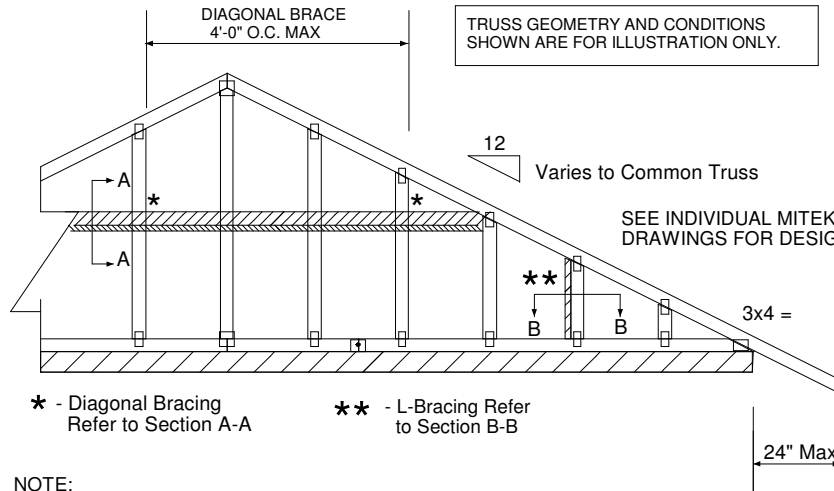 DIAGONAL BRACE
4'-0" O.C. MAX
TRUSS GEOMETRY AND CONDITIONS
SHOWN ARE FOR ILLUSTRATION ONLY.
12
Varies to Common Truss
A
*
*
SEE INDIVIDUAL MITEK
DRAWINGS FOR DESIG
A
**
B
B
3x4 =
* - Diagonal Bracing
Refer to Section A-A
** - L-Bracing Refer
to Section B-B
24" Max
NOTE: